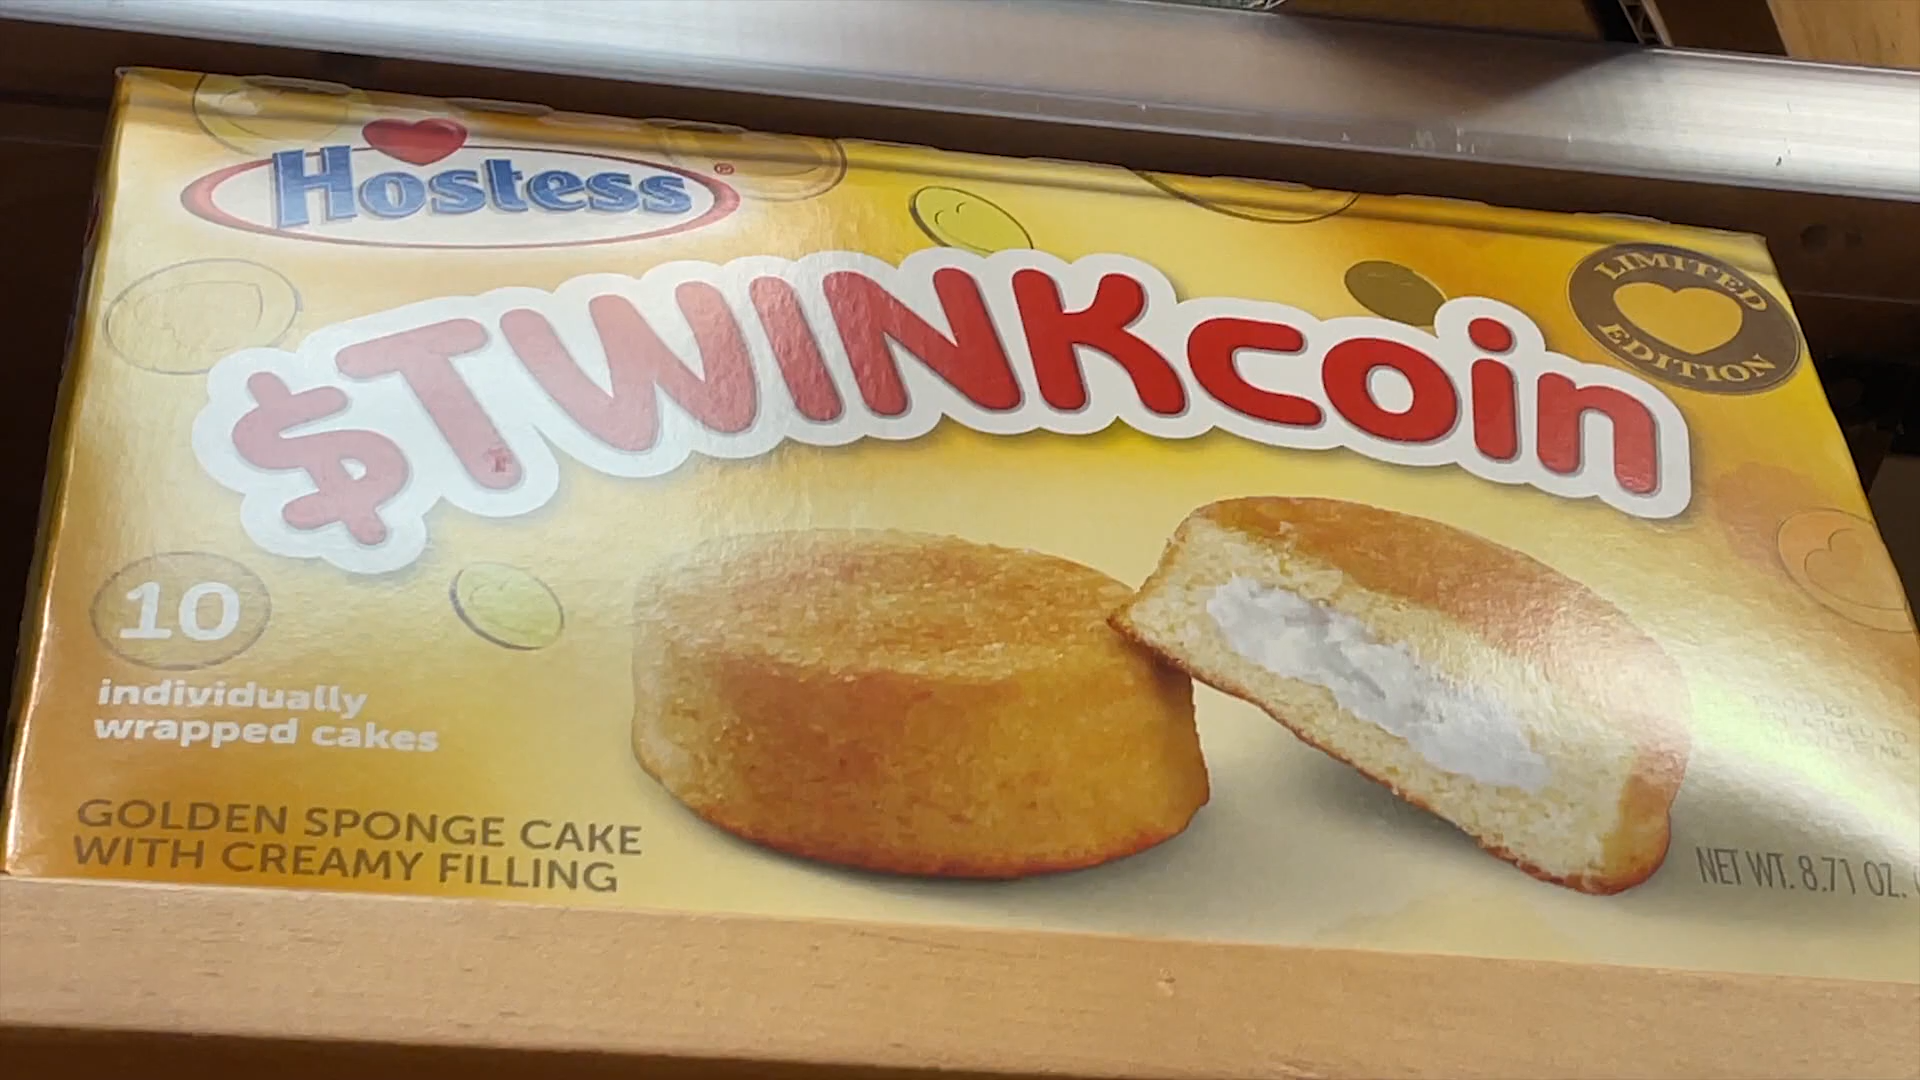 Hostess®
$TWINKcoin
LIMITED
EDITION
10
individually
wrapped cakes
GOLDEN SPONGE CAKE
WITH CREAMY FILLING
NET WT. 8.71 OZ.